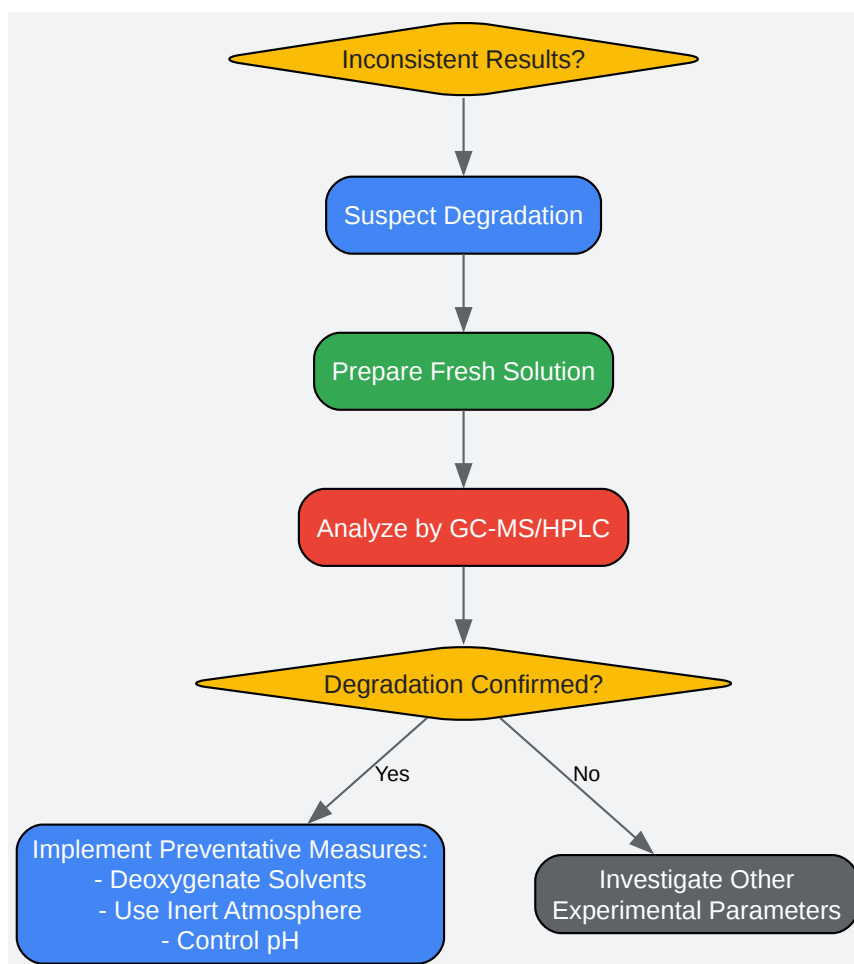 Inconsistent Results?
Suspect Degradation
Prepare Fresh Solution
Analyze by GC-MS/HPLC
Degradation Confirmed?
Yes
No
Implement Preventative Measures:
- Deoxygenate Solvents
- Use Inert Atmosphere
- Control pH
Investigate Other
Experimental Parameters